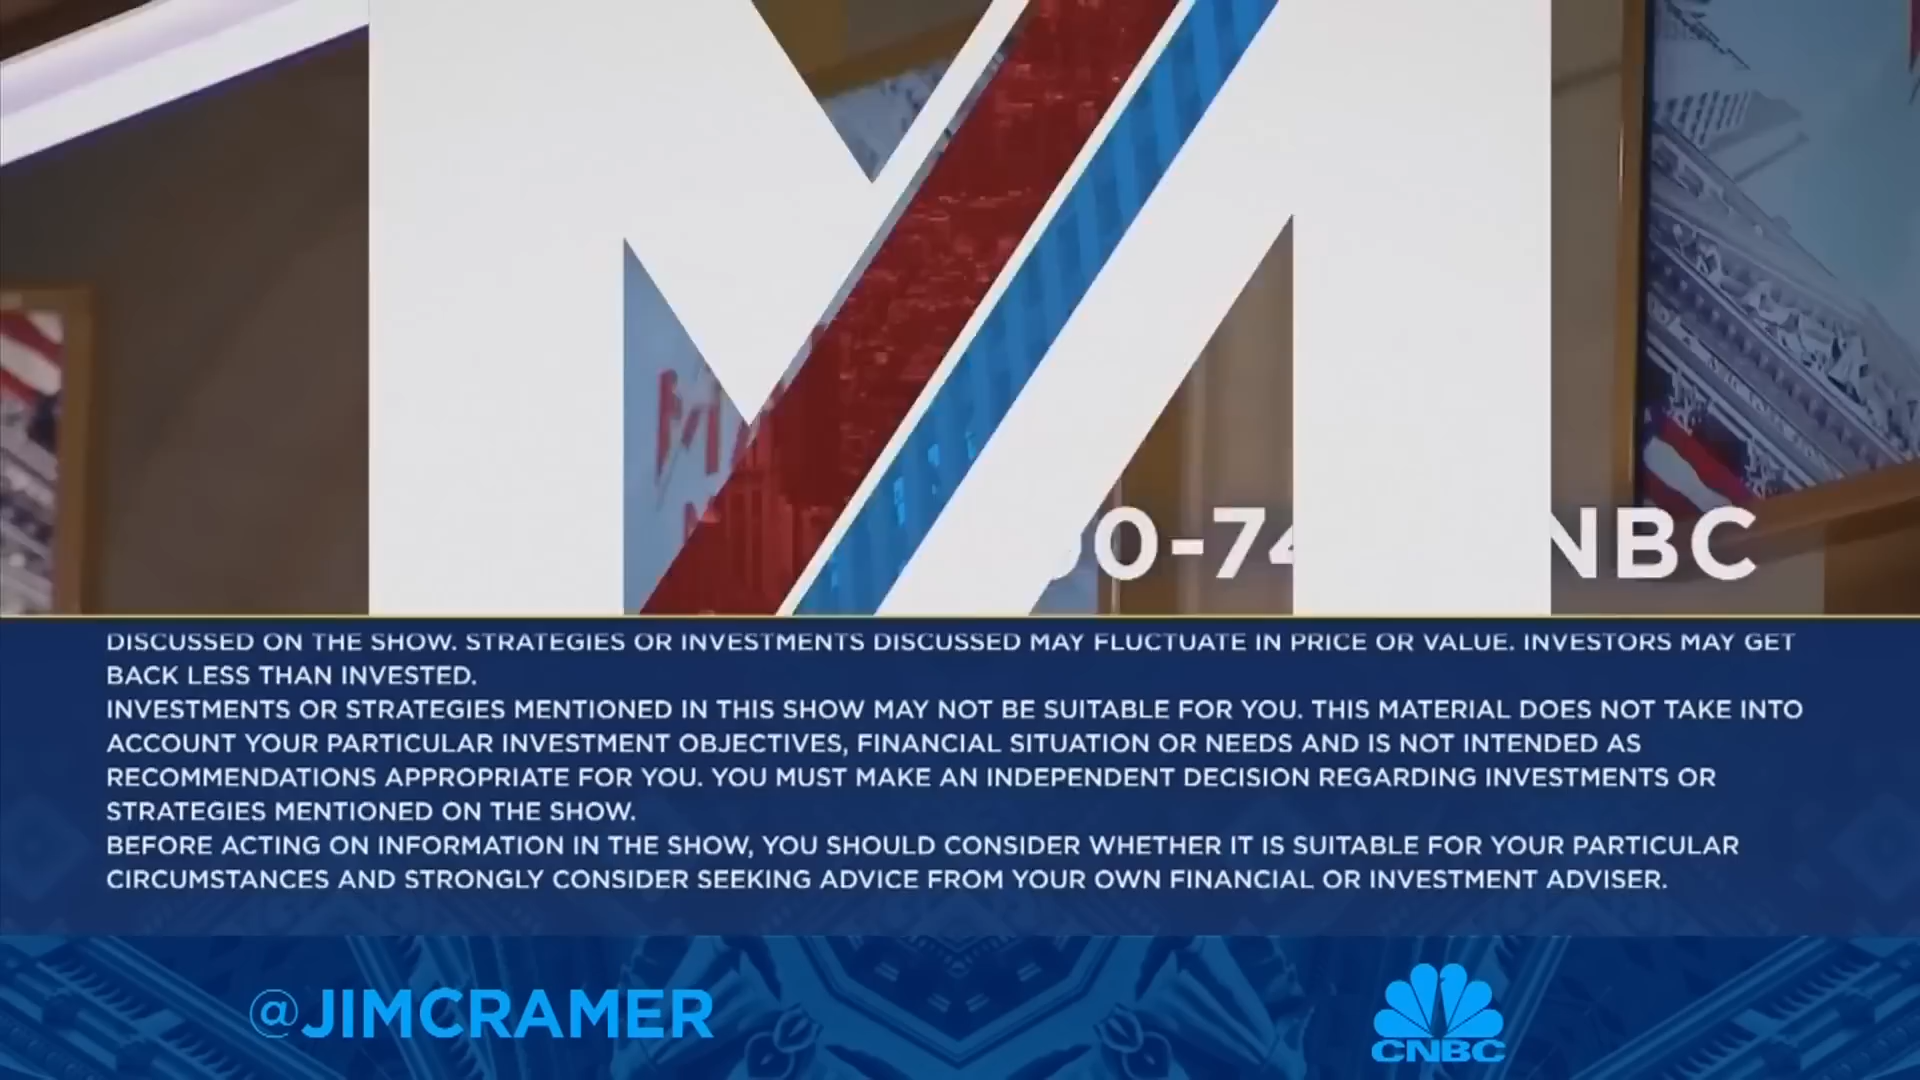 M
00-74 NBC
DISCUSSED ON THE SHOW. STRATEGIES OR INVESTMENTS DISCUSSED MAY FLUCTUATE IN PRICE OR VALUE. INVESTORS MAY GET
BACK LESS THAN INVESTED.
INVESTMENTS OR STRATEGIES MENTIONED IN THIS SHOW MAY NOT BE SUITABLE FOR YOU. THIS MATERIAL DOES NOT TAKE INTO
ACCOUNT YOUR PARTICULAR INVESTMENT OBJECTIVES, FINANCIAL SITUATION OR NEEDS AND IS NOT INTENDED AS
RECOMMENDATIONS APPROPRIATE FOR YOU. YOU MUST MAKE AN INDEPENDENT DECISION REGARDING INVESTMENTS OR
STRATEGIES MENTIONED ON THE SHOW.
BEFORE ACTING ON INFORMATION IN THE SHOW, YOU SHOULD CONSIDER WHETHER IT IS SUITABLE FOR YOUR PARTICULAR
CIRCUMSTANCES AND STRONGLY CONSIDER SEEKING ADVICE FROM YOUR OWN FINANCIAL OR INVESTMENT ADVISER.
@JIMCRAMER
CNBC